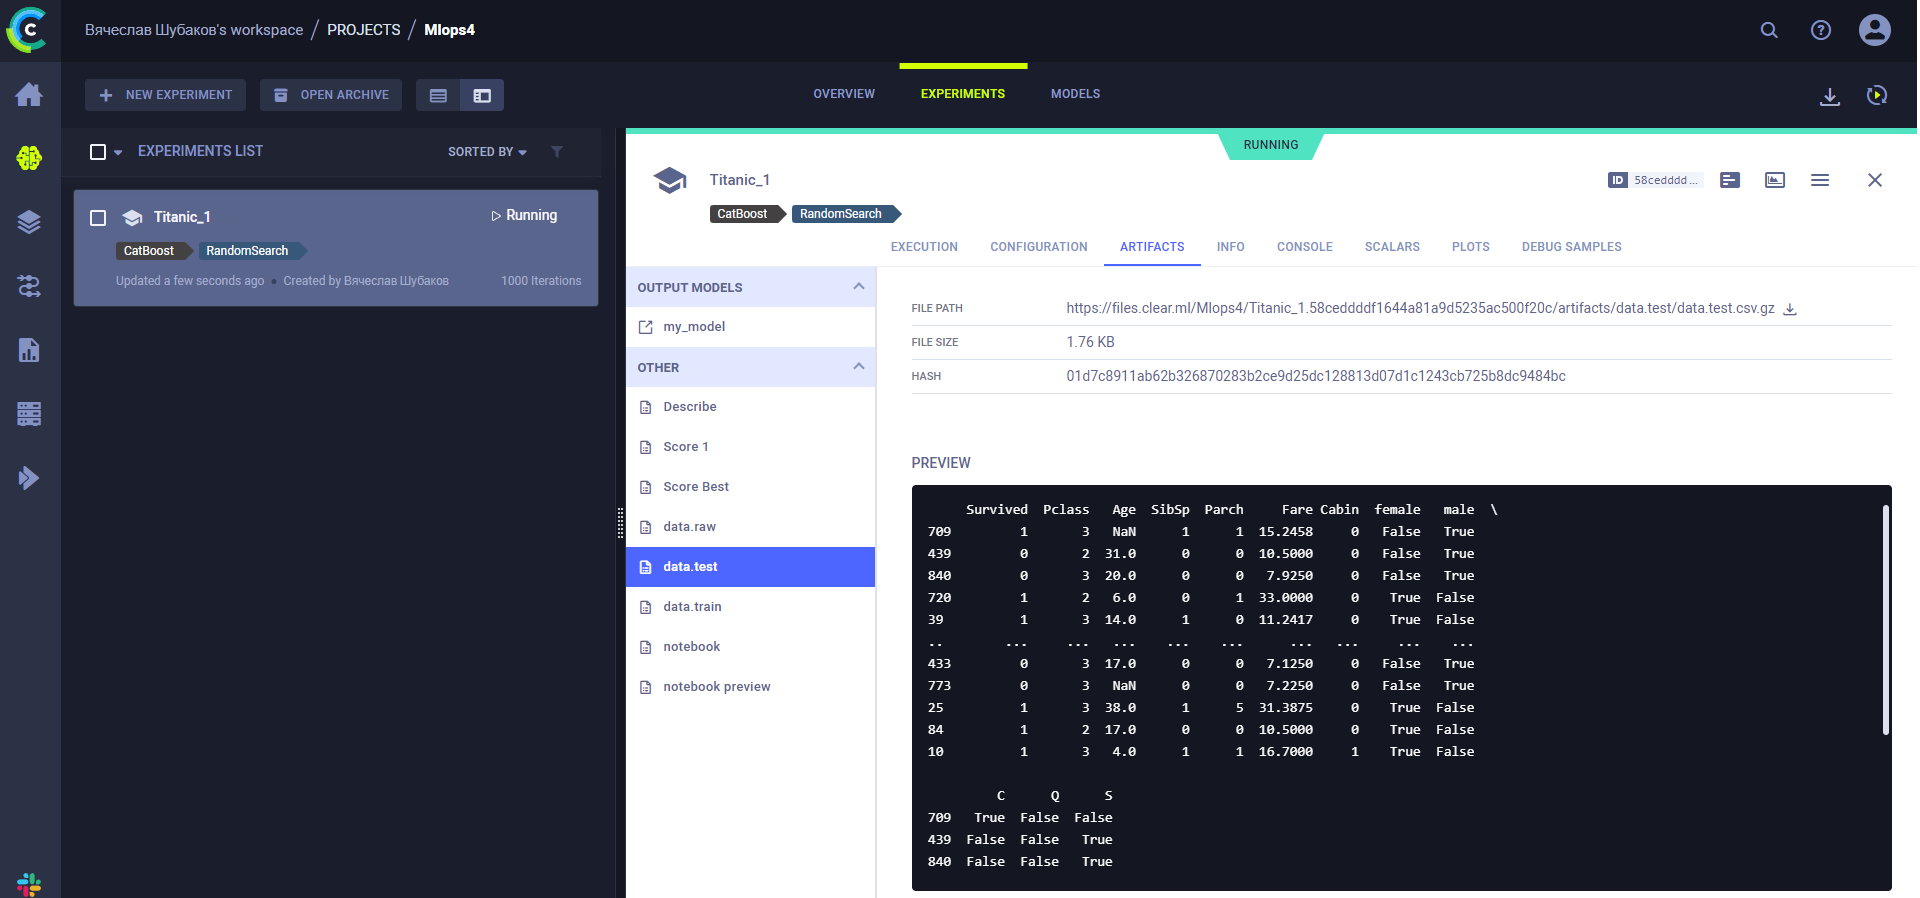 Вячеслав Шубаков's workspace / PROJECTS / Mlops4
NEW EXPERIMENT
OPEN ARCHIVE
OVERVIEW
EXPERIMENTS
MODELS
EXPERIMENTS LIST
SORTED BY
Titanic_1
Running
CatBoost
RandomSearch
Updated a few seconds ago • Created by Вячеслав Шубаков
1000 Iterations
RUNNING
Titanic_1
ID 58cedddd ...
CatBoost
RandomSearch
EXECUTION
CONFIGURATION
ARTIFACTS
INFO
CONSOLE
SCALARS
PLOTS
DEBUG SAMPLES
OUTPUT MODELS
my_model
OTHER
Describe
Score 1
Score Best
data.raw
data.test
data.train
notebook
notebook preview
FILE PATH https://files.clear.ml/Mlops4/Titanic_1.58ceddddf1644a81a9d5235ac500f20c/artifacts/data.test/data.test.csv.gz
FILE SIZE 1.76 KB
HASH 01d7c8911ab62b326870283b2ce9d25dc128813d07d1c1243cb725b8dc9484bc
PREVIEW
     Survived  Pclass   Age  SibSp  Parch     Fare Cabin  female   male  \
709         1       3   NaN      1      1  15.2458     0   False   True
439         0       2  31.0      0      0  10.5000     0   False   True
840         0       3  20.0      0      0   7.9250     0   False   True
720         1       2   6.0      0      1  33.0000     0    True  False
39          1       3  14.0      1      0  11.2417     0    True  False
..        ...     ...   ...    ...    ...      ...   ...     ...    ...
433         0       3  17.0      0      0   7.1250     0   False   True
773         0       3   NaN      0      0   7.2250     0   False   True
25          1       3  38.0      1      5  31.3875     0    True  False
84          1       2  17.0      0      0  10.5000     0    True  False
10          1       3   4.0      1      1  16.7000     1    True  False
         C      Q      S
709   True  False  False
439  False  False   True
840  False  False   True